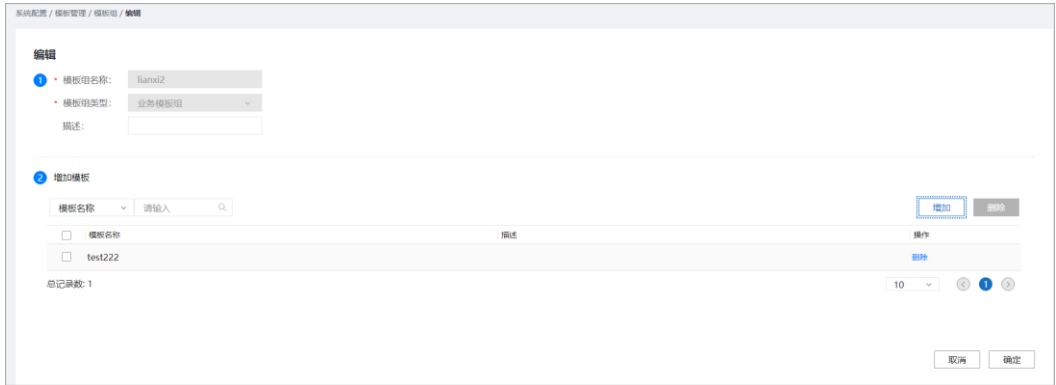 系统配置 / 模板管理 / 模板组 / 编辑
编辑
1 * 模板组名称: lianxi2
* 模板组类型: 业务模板组
描述:
2 增加模板
模板名称 请输入 增加 删除
模板名称 描述 操作
test222 删除
总记录数: 1 10 1
取消 确定